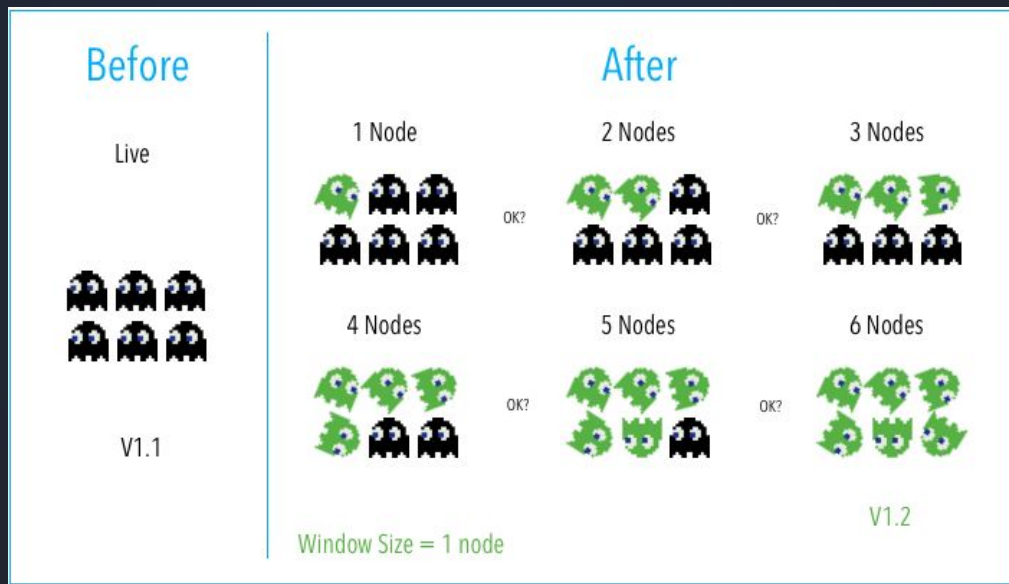 Before
After
Live
1 Node
2 Nodes
3 Nodes
OK?
OK?
4 Nodes
5 Nodes
6 Nodes
OK?
OK?
V1.1
V1.2
Window Size = 1 node